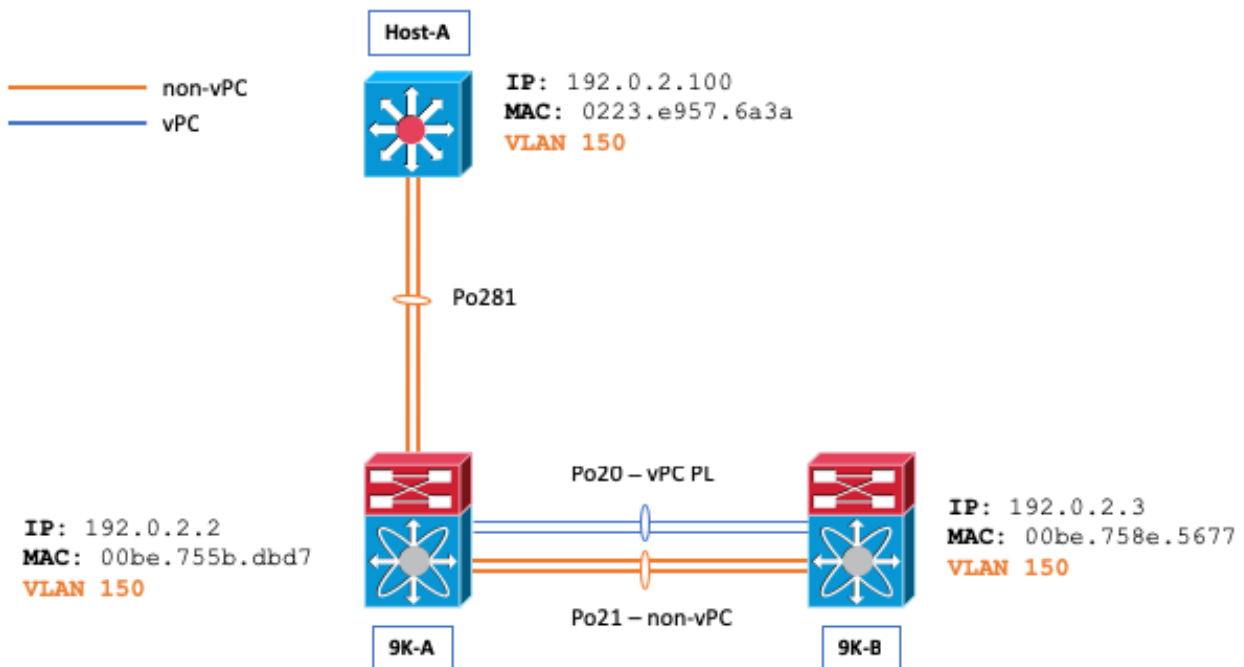 Host-A
non-vPC
vPC
IP: 192.0.2.100
MAC: 0223.e957.6a3a
VLAN 150
Po281
Po20 – vPC PL
IP: 192.0.2.2
MAC: 00be.755b.dbd7
VLAN 150
IP: 192.0.2.3
MAC: 00be.758e.5677
VLAN 150
Po21 – non-vPC
9K-A
9K-B